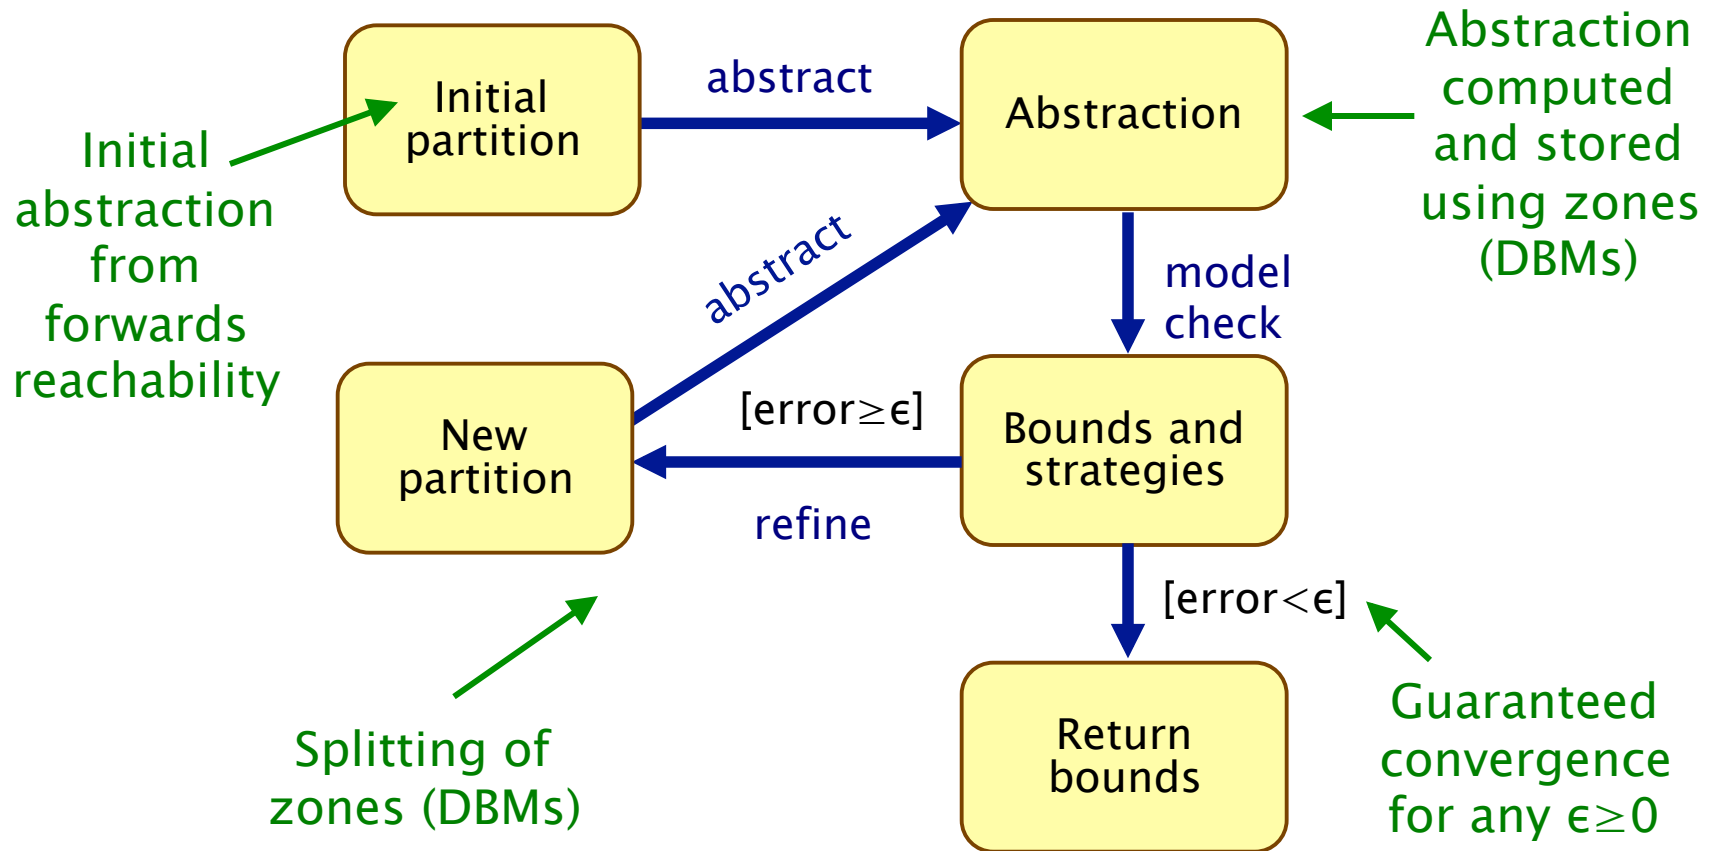 Initial
partition
abstract
Abstraction
Abstraction
computed
and stored
using zones
(DBMs)
Initial
abstraction
from
forwards
reachability
abstract
model
check
New
partition
[error≥ϵ]
refine
Bounds and
strategies
[error<ϵ]
Splitting of
zones (DBMs)
Return
bounds
Guaranteed
convergence
for any ϵ≥0